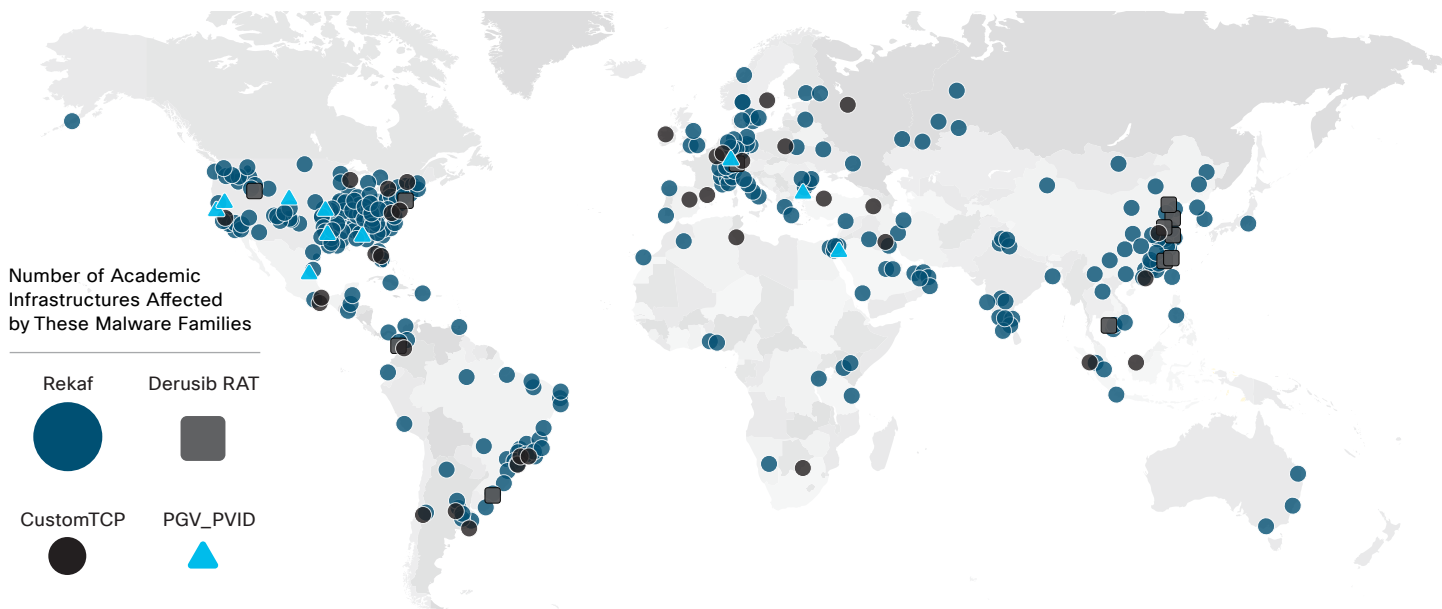 Number of Academic
Infrastructures Affected
by These Malware Families
Rekaf
Derusib RAT
CustomTCP
PGV_PVID